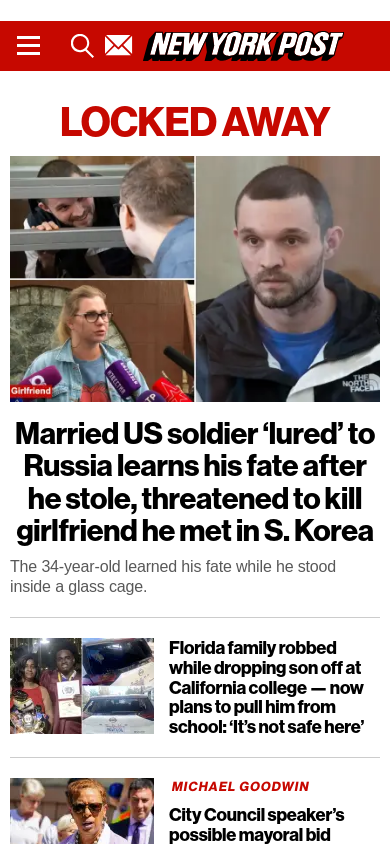 NEW YORK POST
LOCKED AWAY
Girlfriend
THE
NORTH
FACE
Married US soldier ‘lured’ to
Russia learns his fate after
he stole, threatened to kill
girlfriend he met in S. Korea
The 34-year-old learned his fate while he stood
inside a glass cage.
Florida family robbed
while dropping son off at
California college — now
plans to pull him from
school: ‘It’s not safe here’
MICHAEL GOODWIN
City Council speaker’s
possible mayoral bid